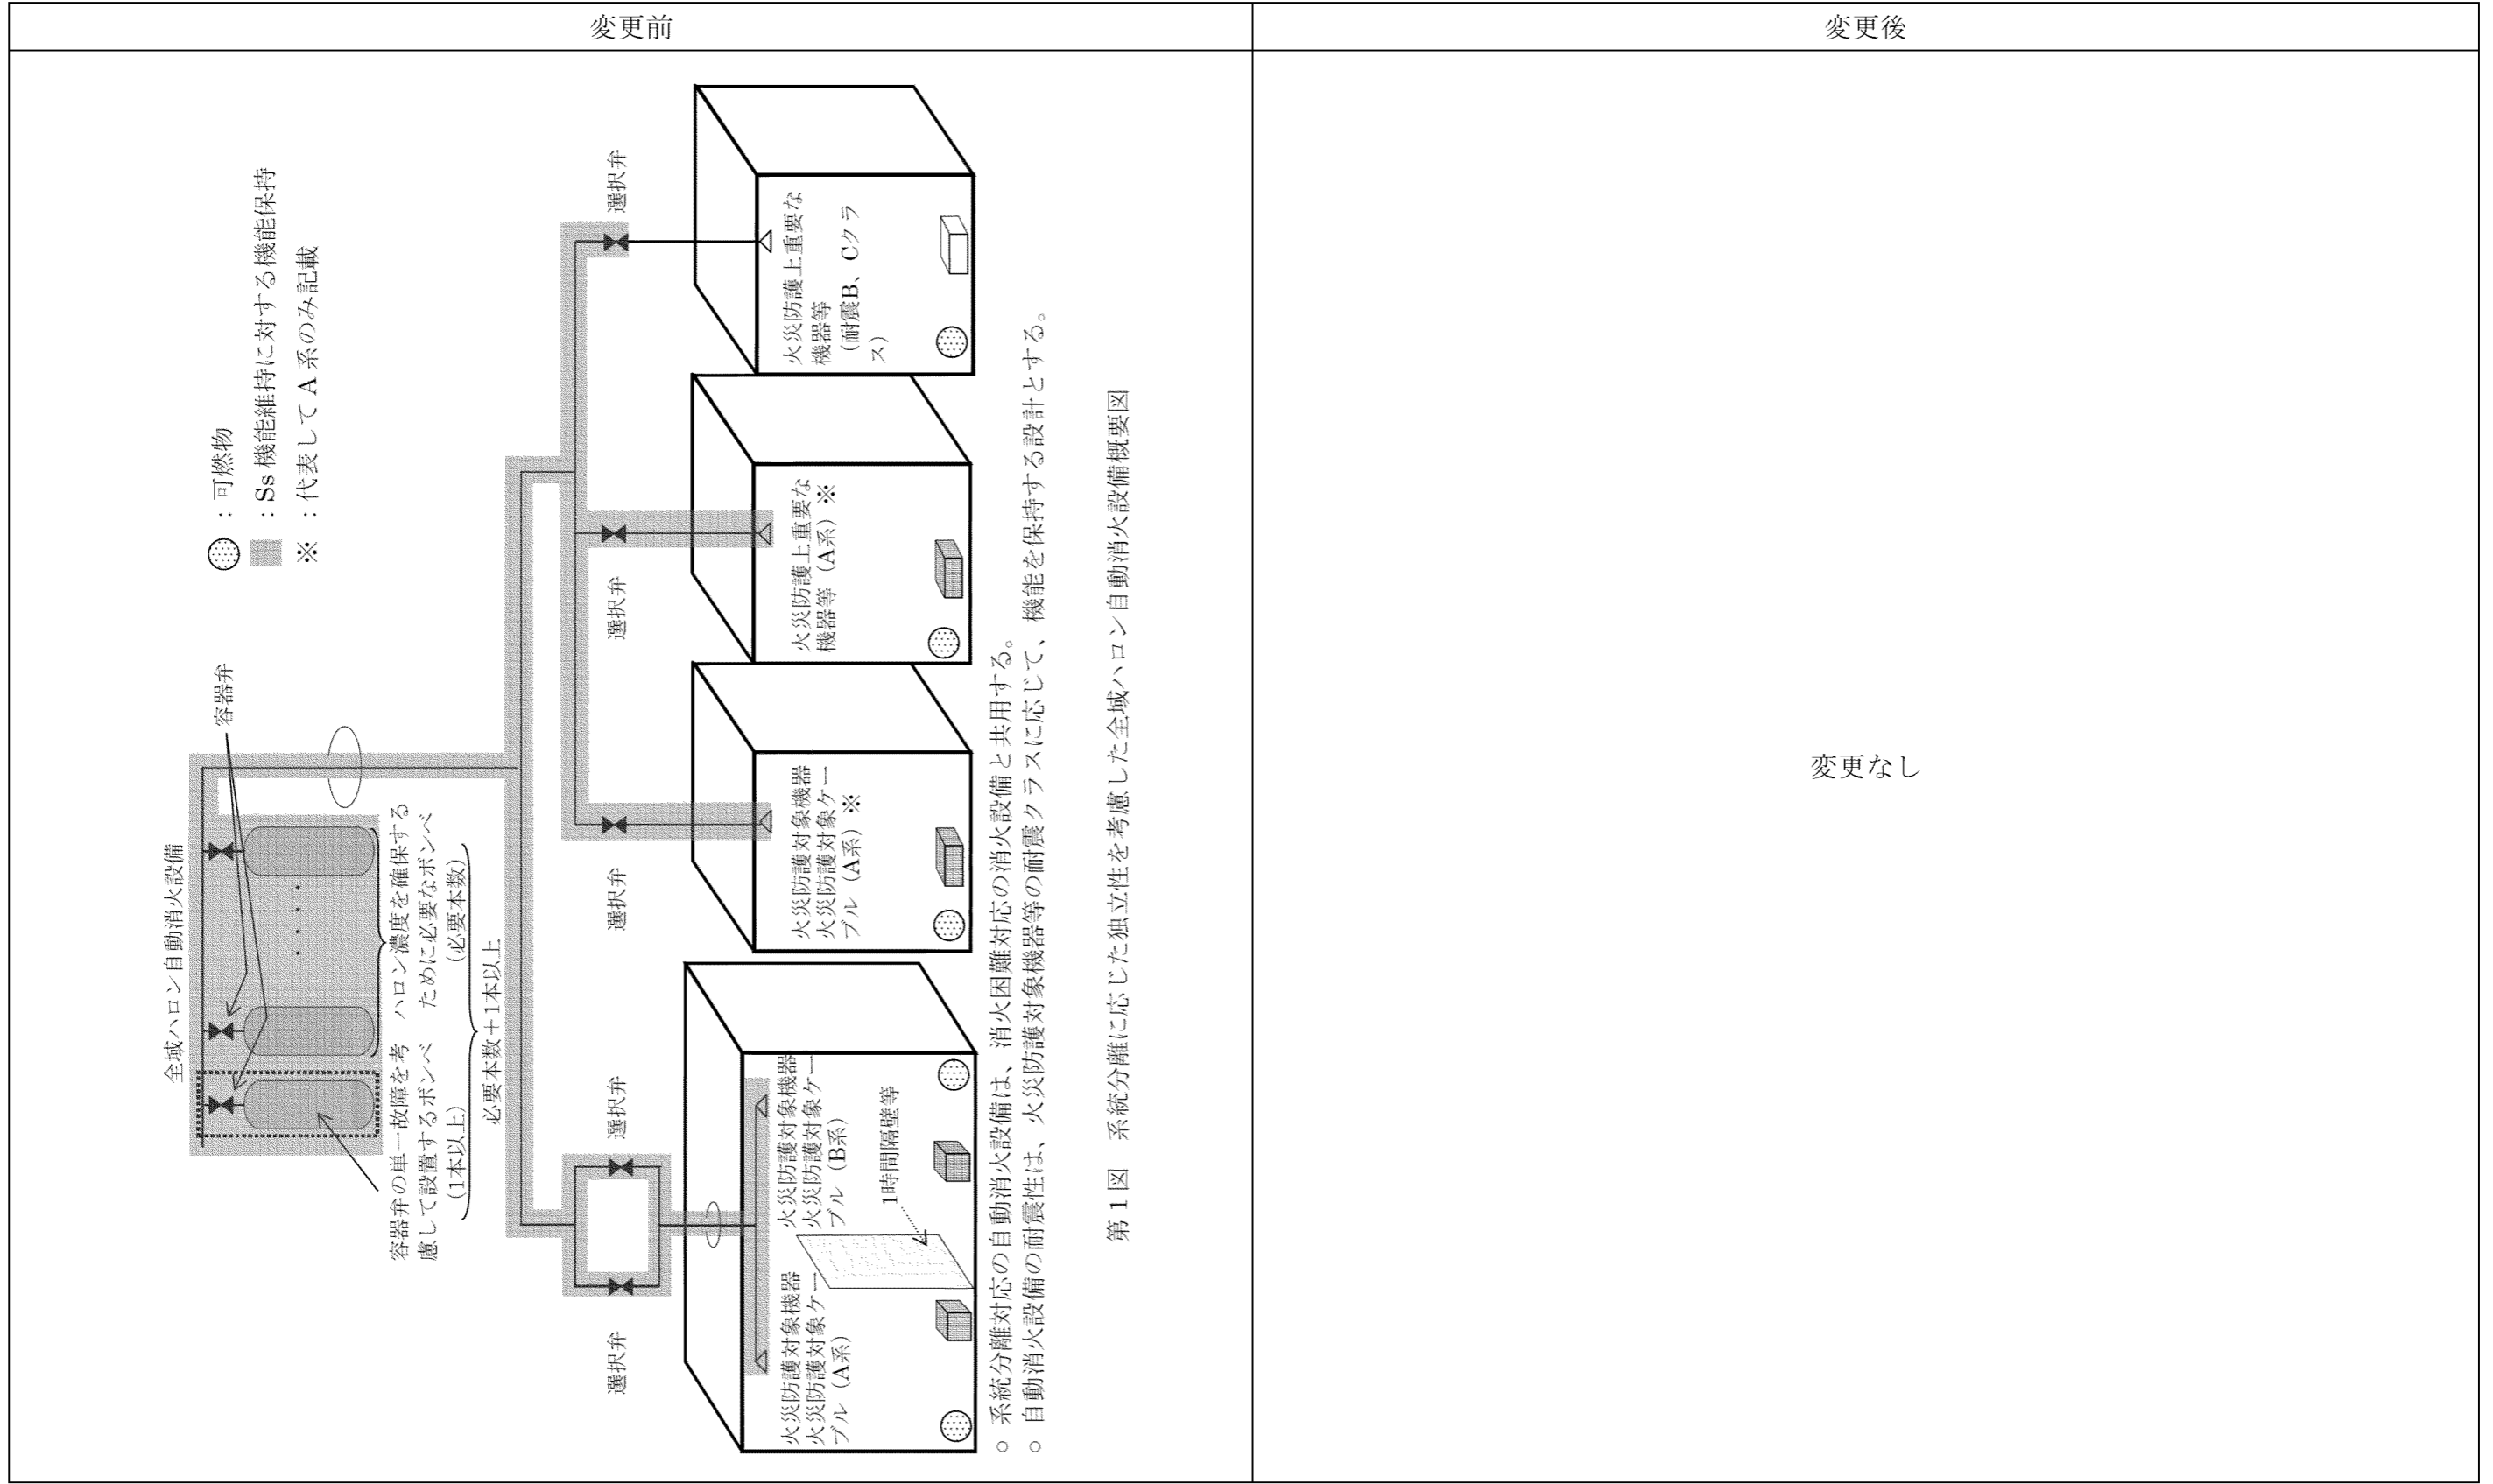 変更前
変更後
:可燃物
:Ss 機能維持に対する機能保持
※ :代表して A 系のみ記載
全域ハロン自動消火設備
容器弁
容器弁の単一故障を考
慮して設置するボンベ
(1本以上)
ハロン濃度を確保する
ために必要なボンベ
(必要本数)
必要本数+1本以上
選択弁
選択弁
選択弁
選択弁
選択弁
火災防護対象機器
火災防護対象ケー
ブル(A系)
火災防護対象機器
火災防護対象ケー
ブル(B系)
1時間隔壁等
火災防護対象機器
火災防護対象ケー
ブル(A系)※
火災防護上重要な
機器等(A系)※
火災防護上重要な
機器等
(耐震B、Cクラ
ス)
○ 系統分離対応の自動消火設備は、消火困難対応の消火設備と共用する。
○ 自動消火設備の耐震性は、火災防護対象機器等の耐震クラスに応じて、機能を保持する設計とする。
第1図 系統分離に応じた独立性を考慮した全域ハロン自動消火設備概要図
変更なし